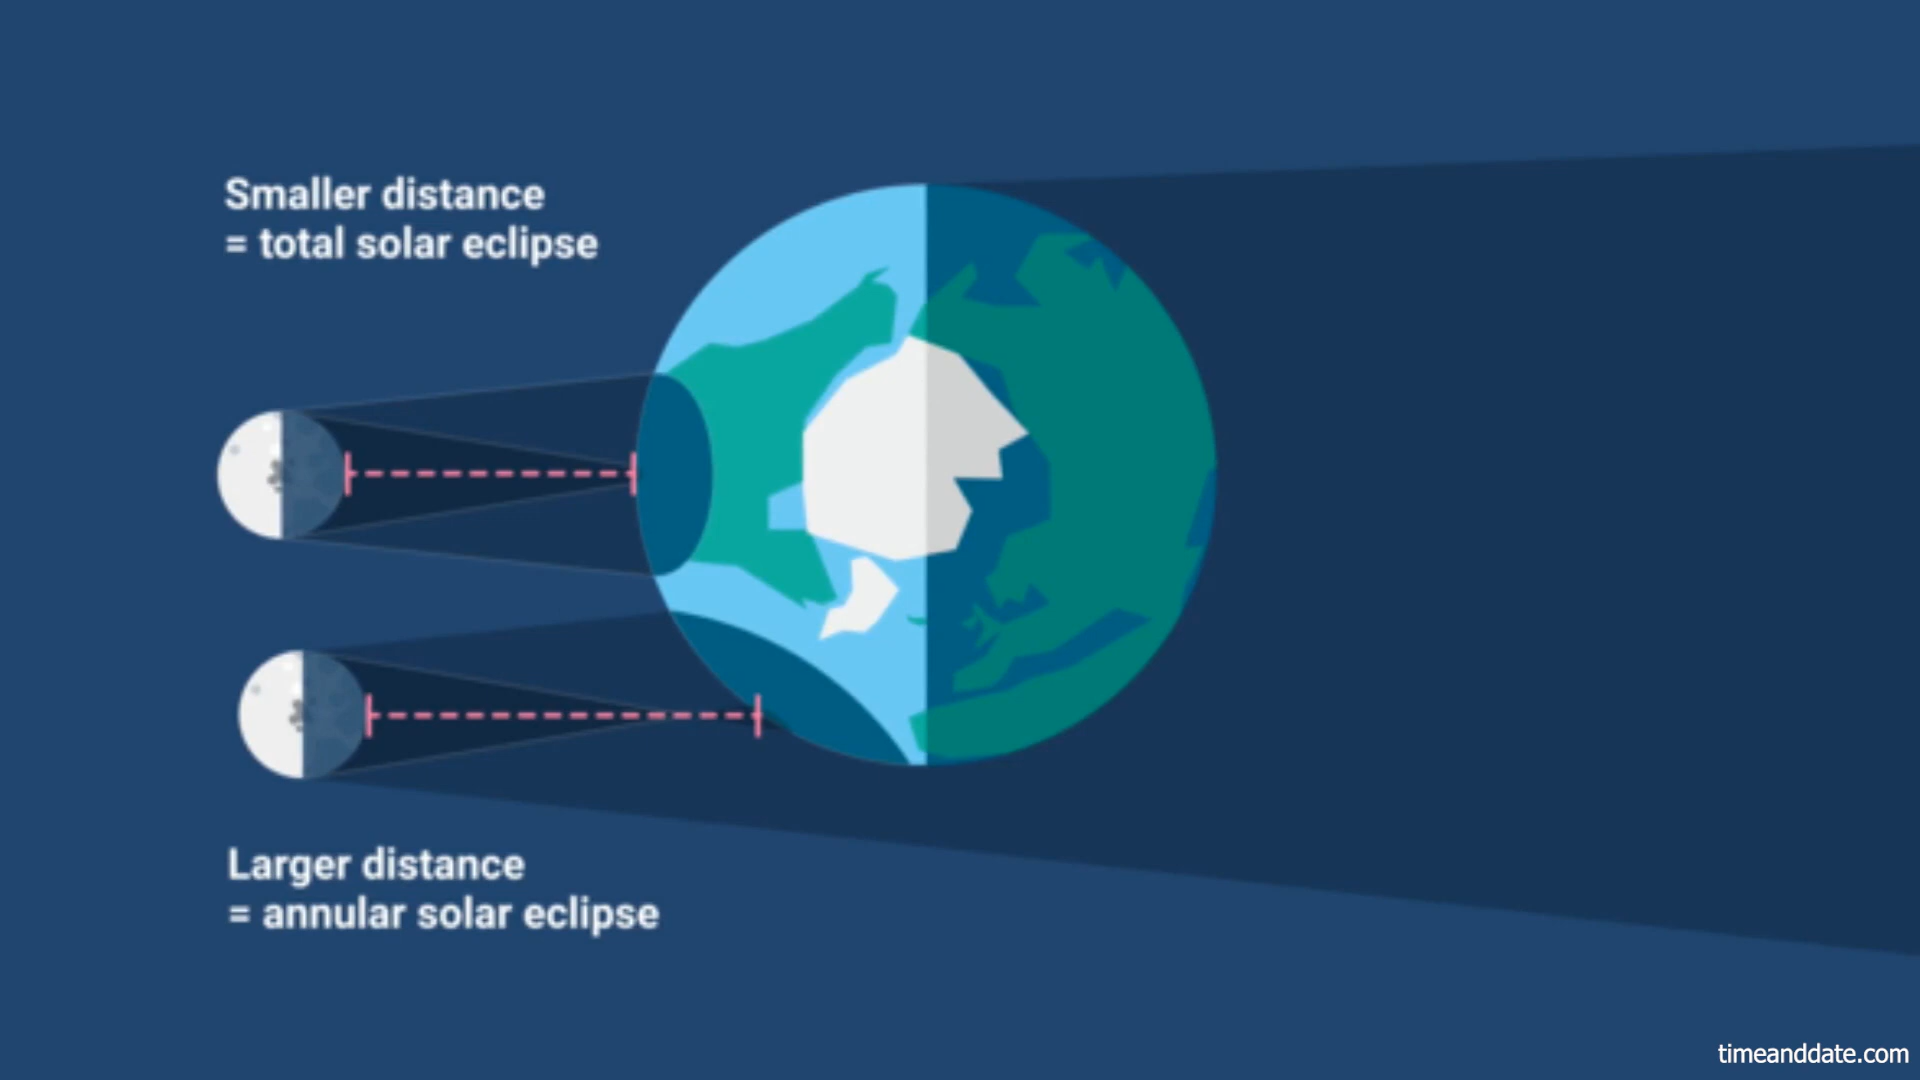 Smaller distance
= total solar eclipse
Larger distance
= annular solar eclipse
timeanddate.com